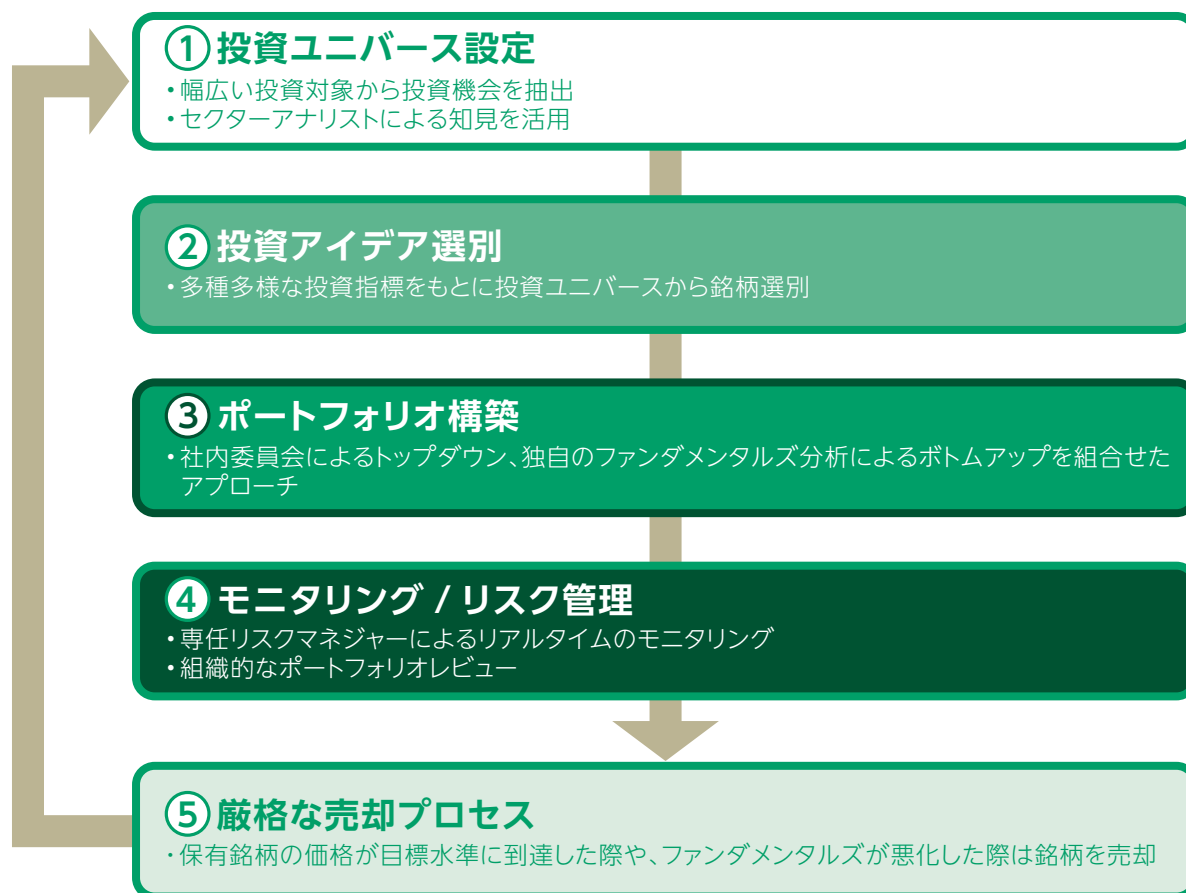 ①投資ユニバース設定
・幅広い投資対象から投資機会を抽出
・セクターアナリストによる知見を活用
②投資アイデア選別
・多種多様な投資指標をもとに投資ユニバースから銘柄選別
③ポートフォリオ構築
・社内委員会によるトップダウン、独自のファンダメンタルズ分析によるボトムアップを組合せた
アプローチ
④モニタリング / リスク管理
・専任リスクマネジャーによるリアルタイムのモニタリング
・組織的なポートフォリオレビュー
⑤厳格な売却プロセス
・保有銘柄の価格が目標水準に到達した際や、ファンダメンタルズが悪化した際は銘柄を売却